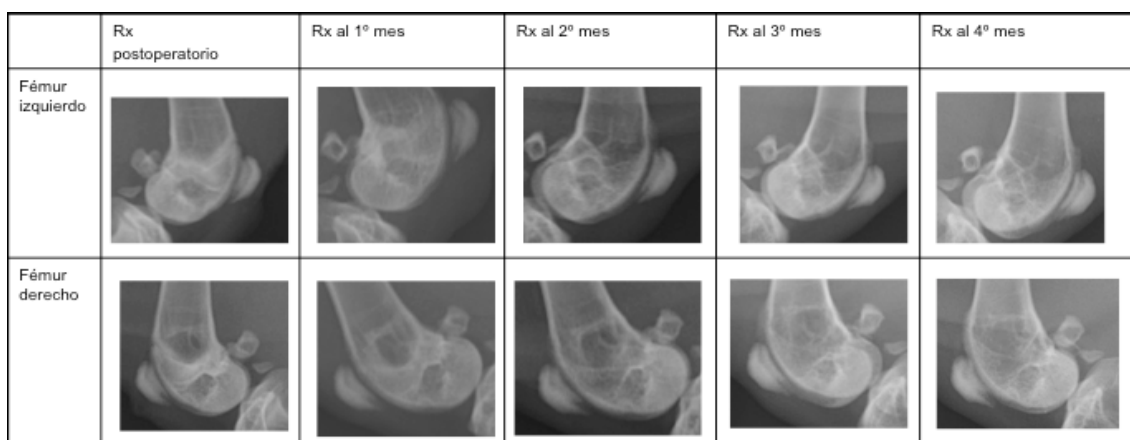 Rx
postoperatorio
Rx al 1º mes
Rx al 2º mes
Rx al 3º mes
Rx al 4º mes
Fémur
izquierdo
Fémur
derecho